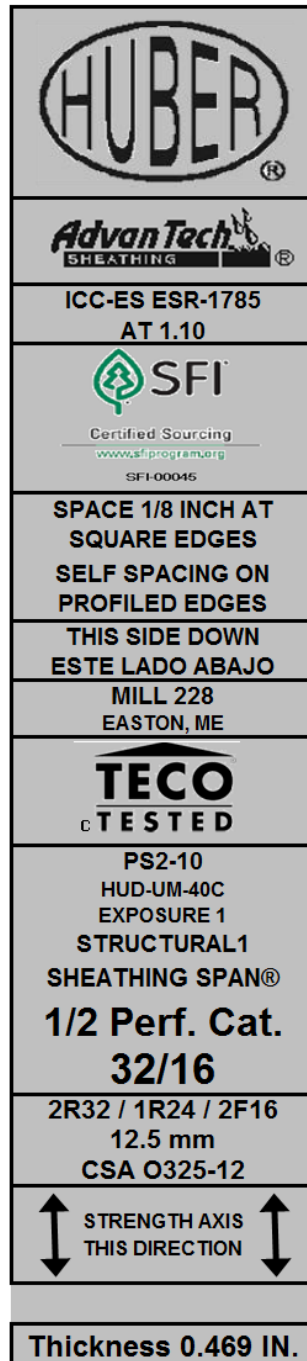 HUBER
®
AdvanTech
SHEATHING ®
ICC-ES ESR-1785
AT 1.10
SFI
Certified Sourcing
www.sfiprogram.org
SFI-00045
SPACE 1/8 INCH AT
SQUARE EDGES
SELF SPACING ON
PROFILED EDGES
THIS SIDE DOWN
ESTE LADO ABAJO
MILL 228
EASTON, ME
TECO
C TESTED
PS2-10
HUD-UM-40C
EXPOSURE 1
STRUCTURAL1
SHEATHING SPAN®
1/2 Perf. Cat.
32/16
2R32 / 1R24 / 2F16
12.5 mm
CSA O325-12
STRENGTH AXIS
THIS DIRECTION
Thickness 0.469 IN.